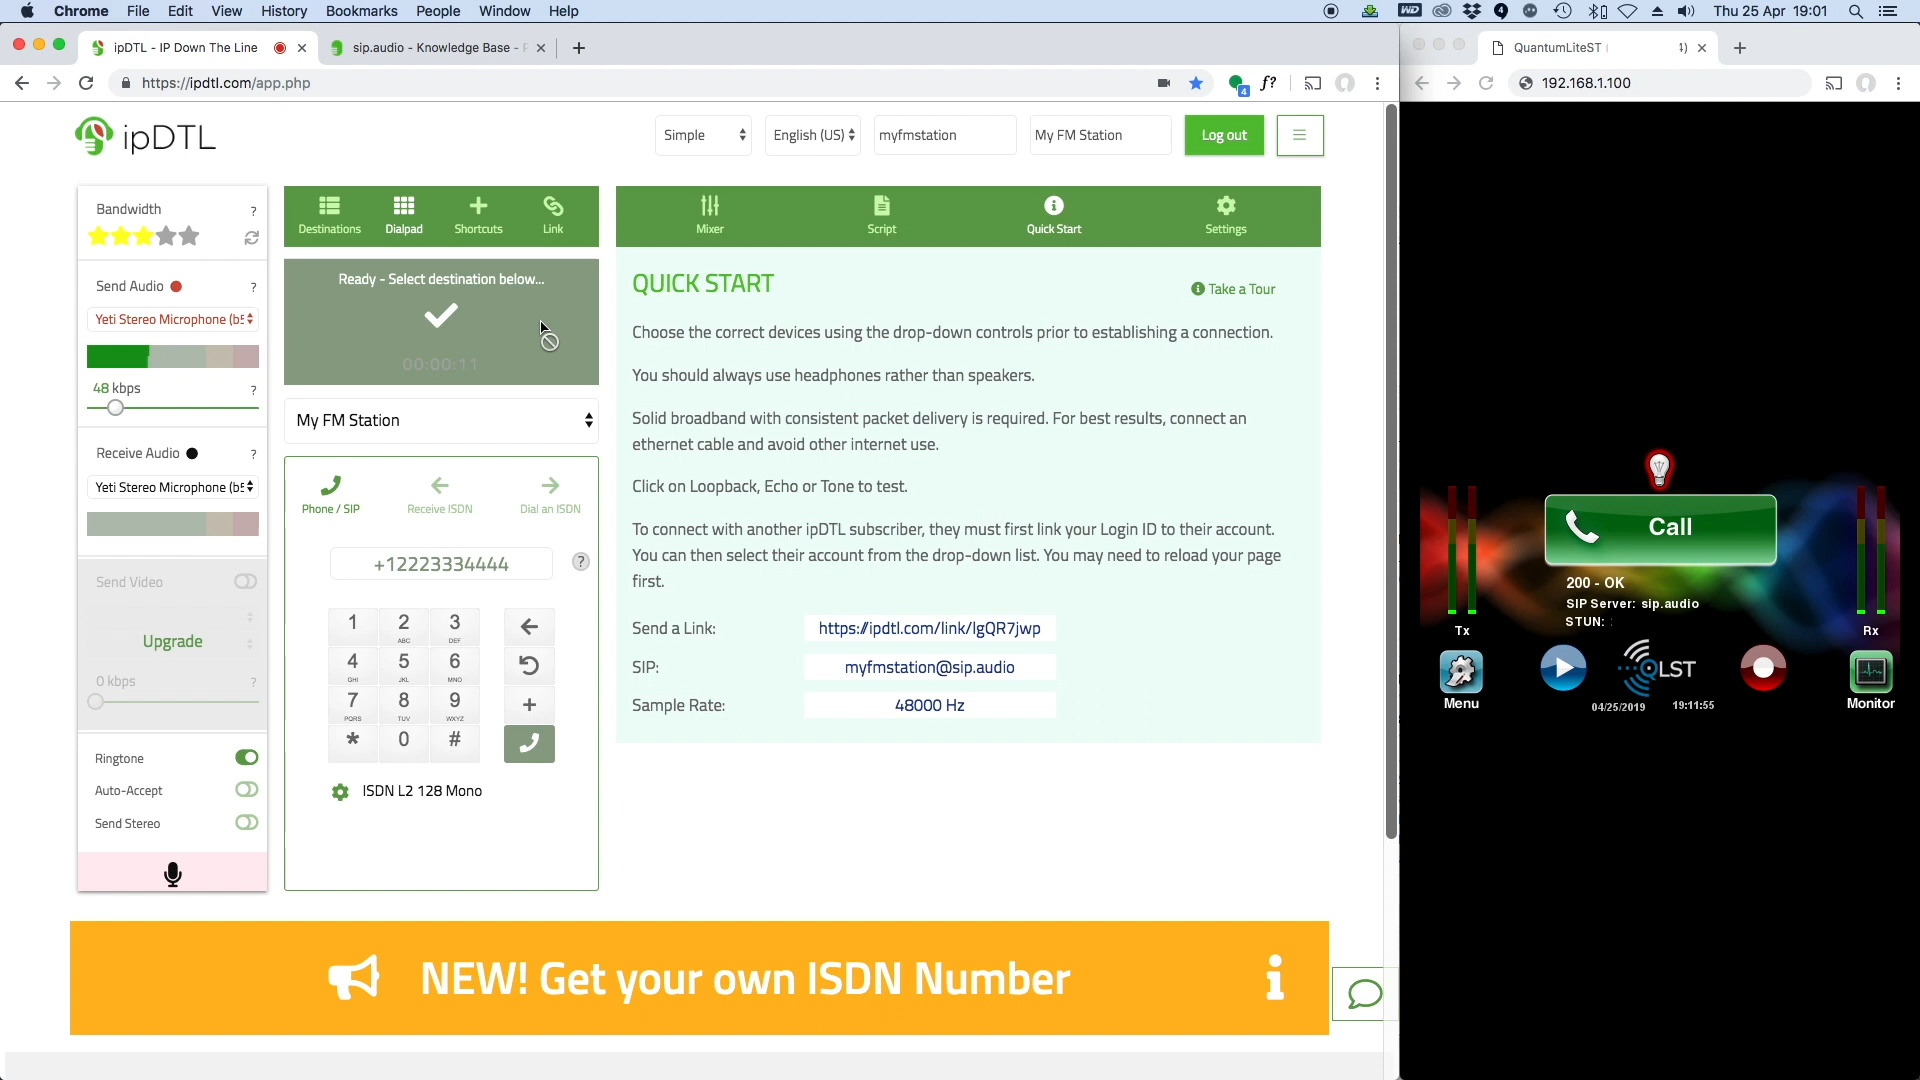 Chrome File Edit View History Bookmarks People Window Help
Thu 25 Apr 19:01
ipDTL - IP Down The Line
sip.audio - Knowledge Base -
QuantumLiteST
https://ipdtl.com/app.php
4
f?
192.168.1.100
ipDTL
Simple
English (US)
myfmstation
My FM Station
Log out
Bandwidth ?
Send Audio ?
Yeti Stereo Microphone (b5
48 kbps ?
Receive Audio ?
Yeti Stereo Microphone (b5
Send Video
Upgrade
0 kbps ?
Ringtone
Auto-Accept
Send Stereo
Destinations
Dialpad
Shortcuts
Link
Ready - Select destination below...
00:00:11
My FM Station
Phone / SIP
Receive ISDN
Dial an ISDN
+12223334444 ?
1 2 3
ABC DEF
4 5 6
GHI JKL MNO
7 8 9 +
PQRS TUV WXYZ
* 0 #
ISDN L2 128 Mono
Mixer
Script
Quick Start
Settings
QUICK START
Take a Tour
Choose the correct devices using the drop-down controls prior to establishing a connection.
You should always use headphones rather than speakers.
Solid broadband with consistent packet delivery is required. For best results, connect an
ethernet cable and avoid other internet use.
Click on Loopback, Echo or Tone to test.
To connect with another ipDTL subscriber, they must first link your Login ID to their account.
You can then select their account from the drop-down list. You may need to reload your page
first.
Send a Link: https://ipdtl.com/link/lgQR7jwp
SIP: myfmstation@sip.audio
Sample Rate: 48000 Hz
NEW! Get your own ISDN Number
Call
200 - OK
SIP Server: sip.audio
STUN: :
Tx
Rx
QLST
Menu
04/25/2019 19:11:55
Monitor